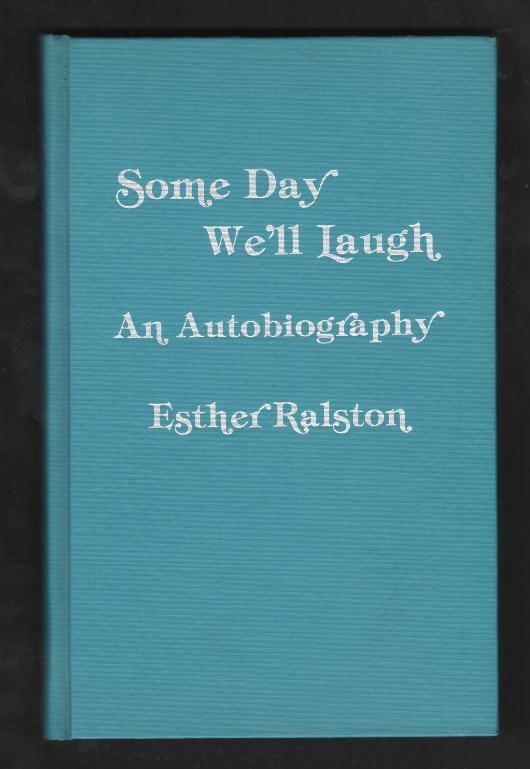 Some Day
We'll Laugh
An Autobiography
Esther Ralston